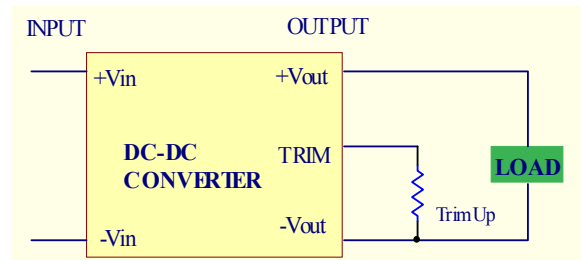 INPUT OUTPUT
+Vin +Vout
DC-DC TRIM
CONVERTER LOAD
TrimUp
-Vin -Vout